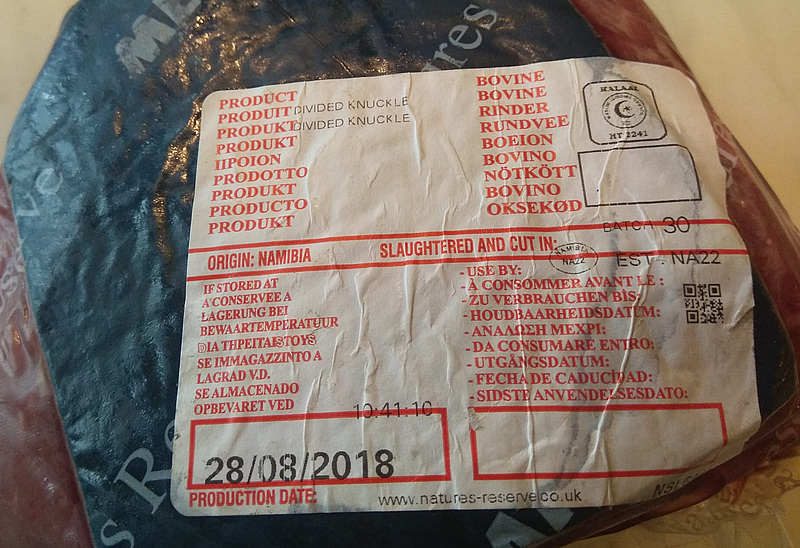 PRODUCT
PRODUIT DIVIDED KNUCKLE
PRODUKT DIVIDED KNUCKLE
PRODUKT
ΠΡΟΙΟΝ
PRODOTTO
PRODUKT
PRODUCTO
PRODUKT
BOVINE
BOVINE
RINDER
RUNDVEE
BOEION
BOVINO
NÖTKÖTT
BOVINO
OKSEKØD
HALAAL
HT 2241
BATCH 30
ORIGIN: NAMIBIA
SLAUGHTERED AND CUT IN:
NAMIBIA
NA22
EST. NA22
IF STORED AT
A'CONSERVEE A
LAGERUNG BEI
BEWAARTEMPERATUUR
SE IMMAGAZZINTO A
LAGRAD V.D.
SE ALMACENADO
OPBEVARET VED
- USE BY:
- À CONSOMMER AVANT LE :
- ZU VERBRAUCHEN BIS:
- HOUDBAARHEIDSDATUM:
- ΑΝΑΛΩΣΗ ΜΕΧΡΙ:
- DA CONSUMARE ENTRO:
- UTGÅNGSDATUM:
- FECHA DE CADUCIDAD:
- SIDSTE ANVENDELSESDATO:
10:41:10
28/08/2018
PRODUCTION DATE:
www.natures-reserve.co.uk